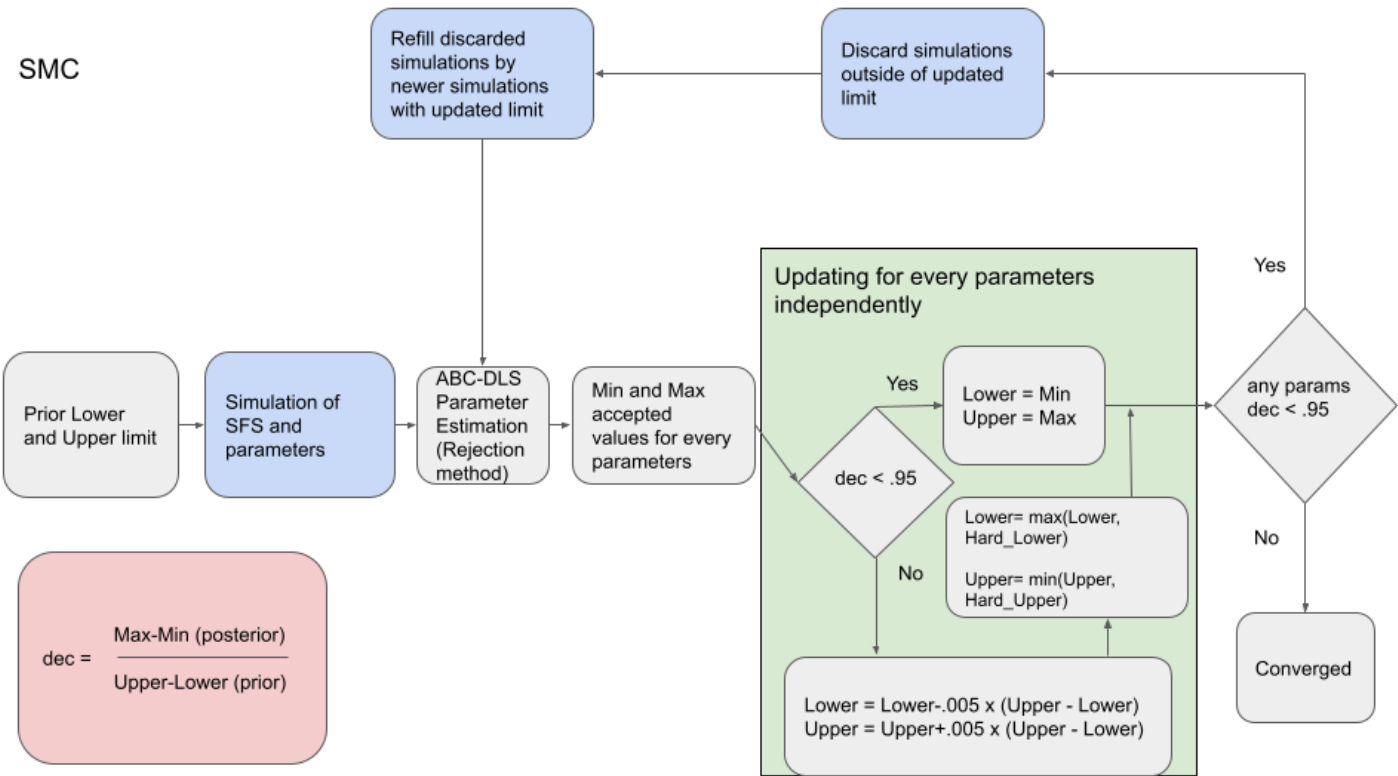 SMC
Refill discarded
simulations by
newer simulations
with updated limit
Discard simulations
outside of updated
limit
Prior Lower
and Upper limit
Simulation of
SFS and
parameters
ABC-DLS
Parameter
Estimation
(Rejection
method)
Min and Max
accepted
values for every
parameters
Updating for every parameters
independently
dec < .95
Yes
Lower = Min
Upper = Max
No
Lower = Lower-.005 x (Upper - Lower)
Upper = Upper+.005 x (Upper - Lower)
Lower= max(Lower,
Hard_Lower)
Upper= min(Upper,
Hard_Upper)
any params
dec < .95
Yes
No
Converged
dec =
Max-Min (posterior)
Upper-Lower (prior)